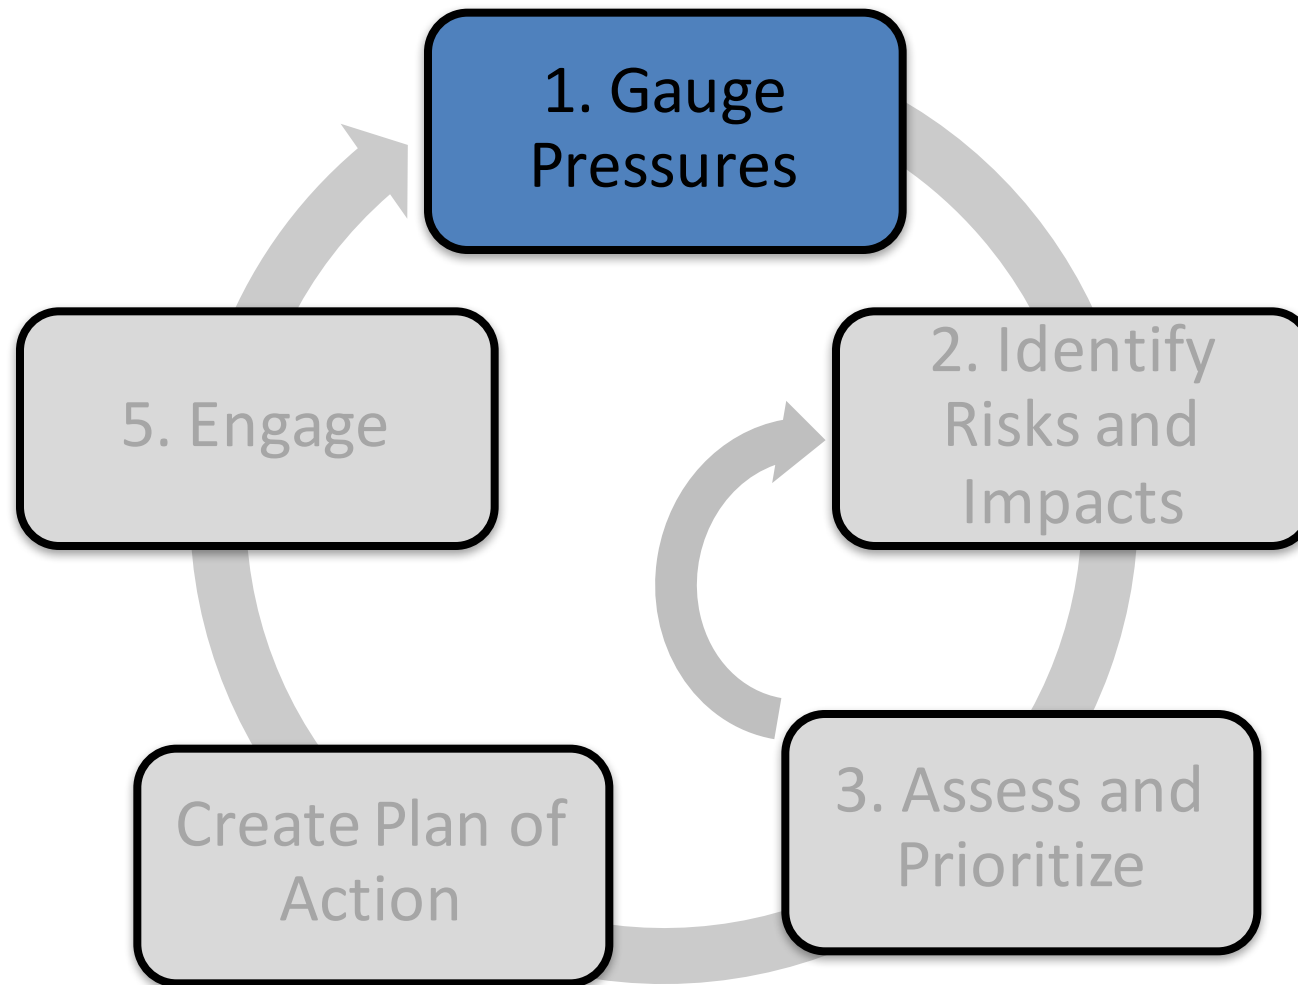 1. Gauge
Pressures
2. Identify
Risks and
Impacts
3. Assess and
Prioritize
Create Plan of
Action
5. Engage